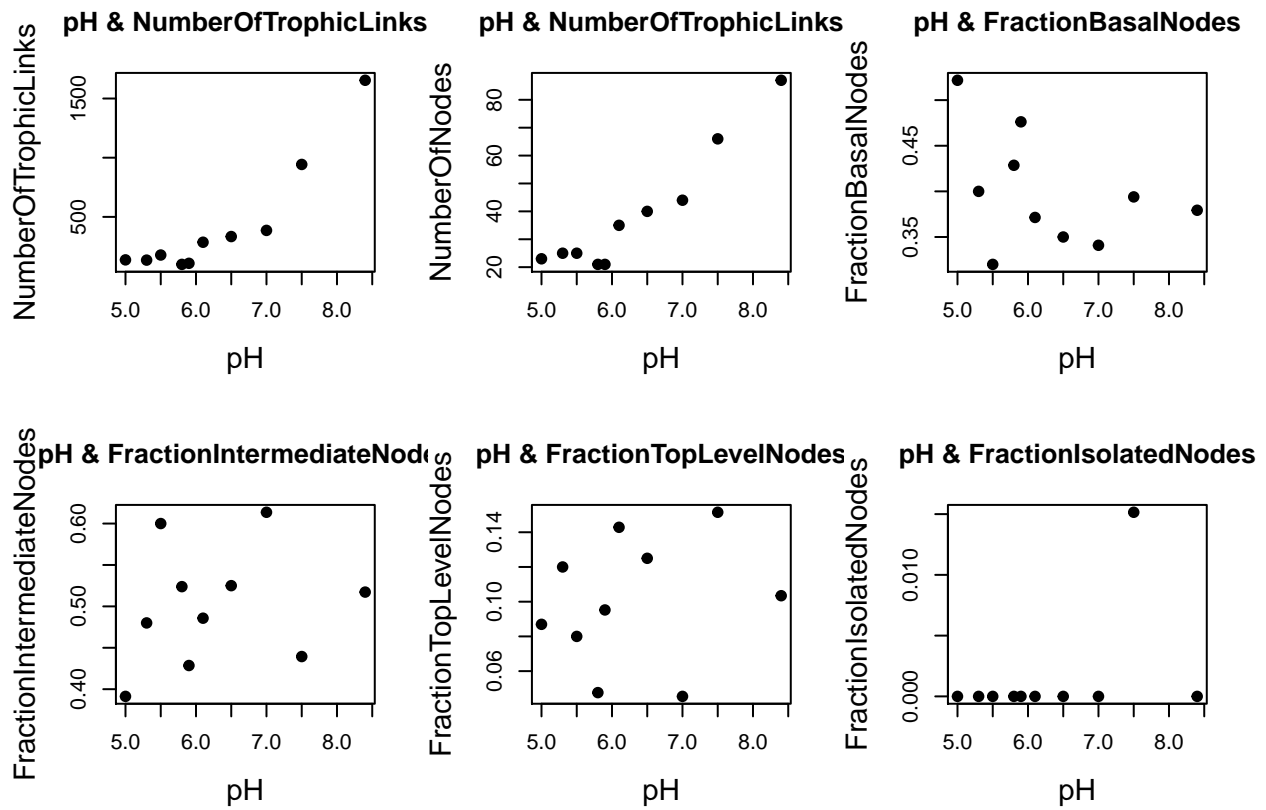 pH & NumberOfTrophicLinks
NumberOfTrophicLinks
500 1500
5.0 6.0 7.0 8.0
pH
pH & NumberOfTrophicLinks
NumberOfNodes
20 40 60 80
5.0 6.0 7.0 8.0
pH
pH & FractionBasalNodes
FractionBasalNodes
0.35 0.45
5.0 6.0 7.0 8.0
pH
pH & FractionIntermediateNode
FractionIntermediateNodes
0.40 0.50 0.60
5.0 6.0 7.0 8.0
pH
pH & FractionTopLevelNodes
FractionTopLevelNodes
0.06 0.10 0.14
5.0 6.0 7.0 8.0
pH
pH & FractionIsolatedNodes
FractionIsolatedNodes
0.000 0.010
5.0 6.0 7.0 8.0
pH